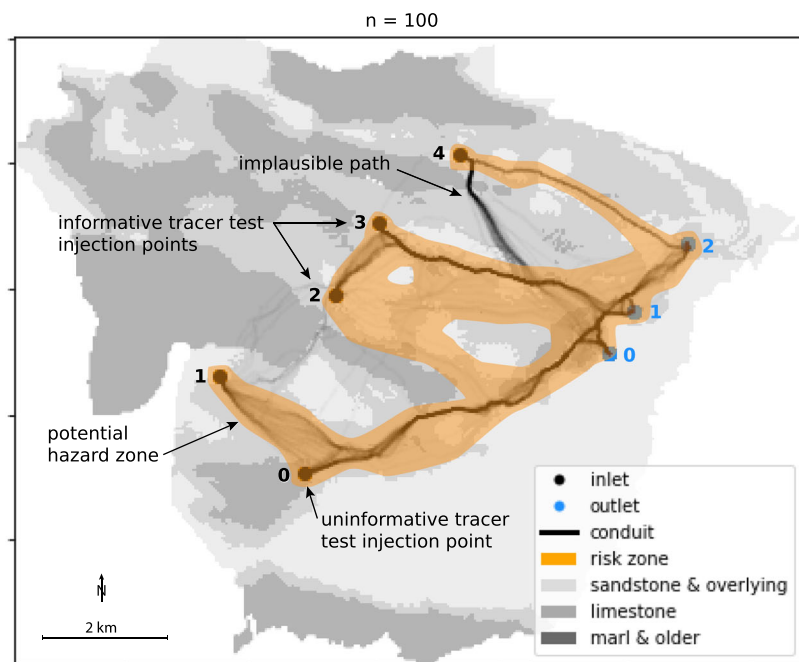 n = 100
4
implausible path
informative tracer test
injection points
3
2
2
1
0
1
potential
hazard zone
0
uninformative tracer
test injection point
inlet
outlet
conduit
risk zone
sandstone & overlying
limestone
marl & older
N
2 km